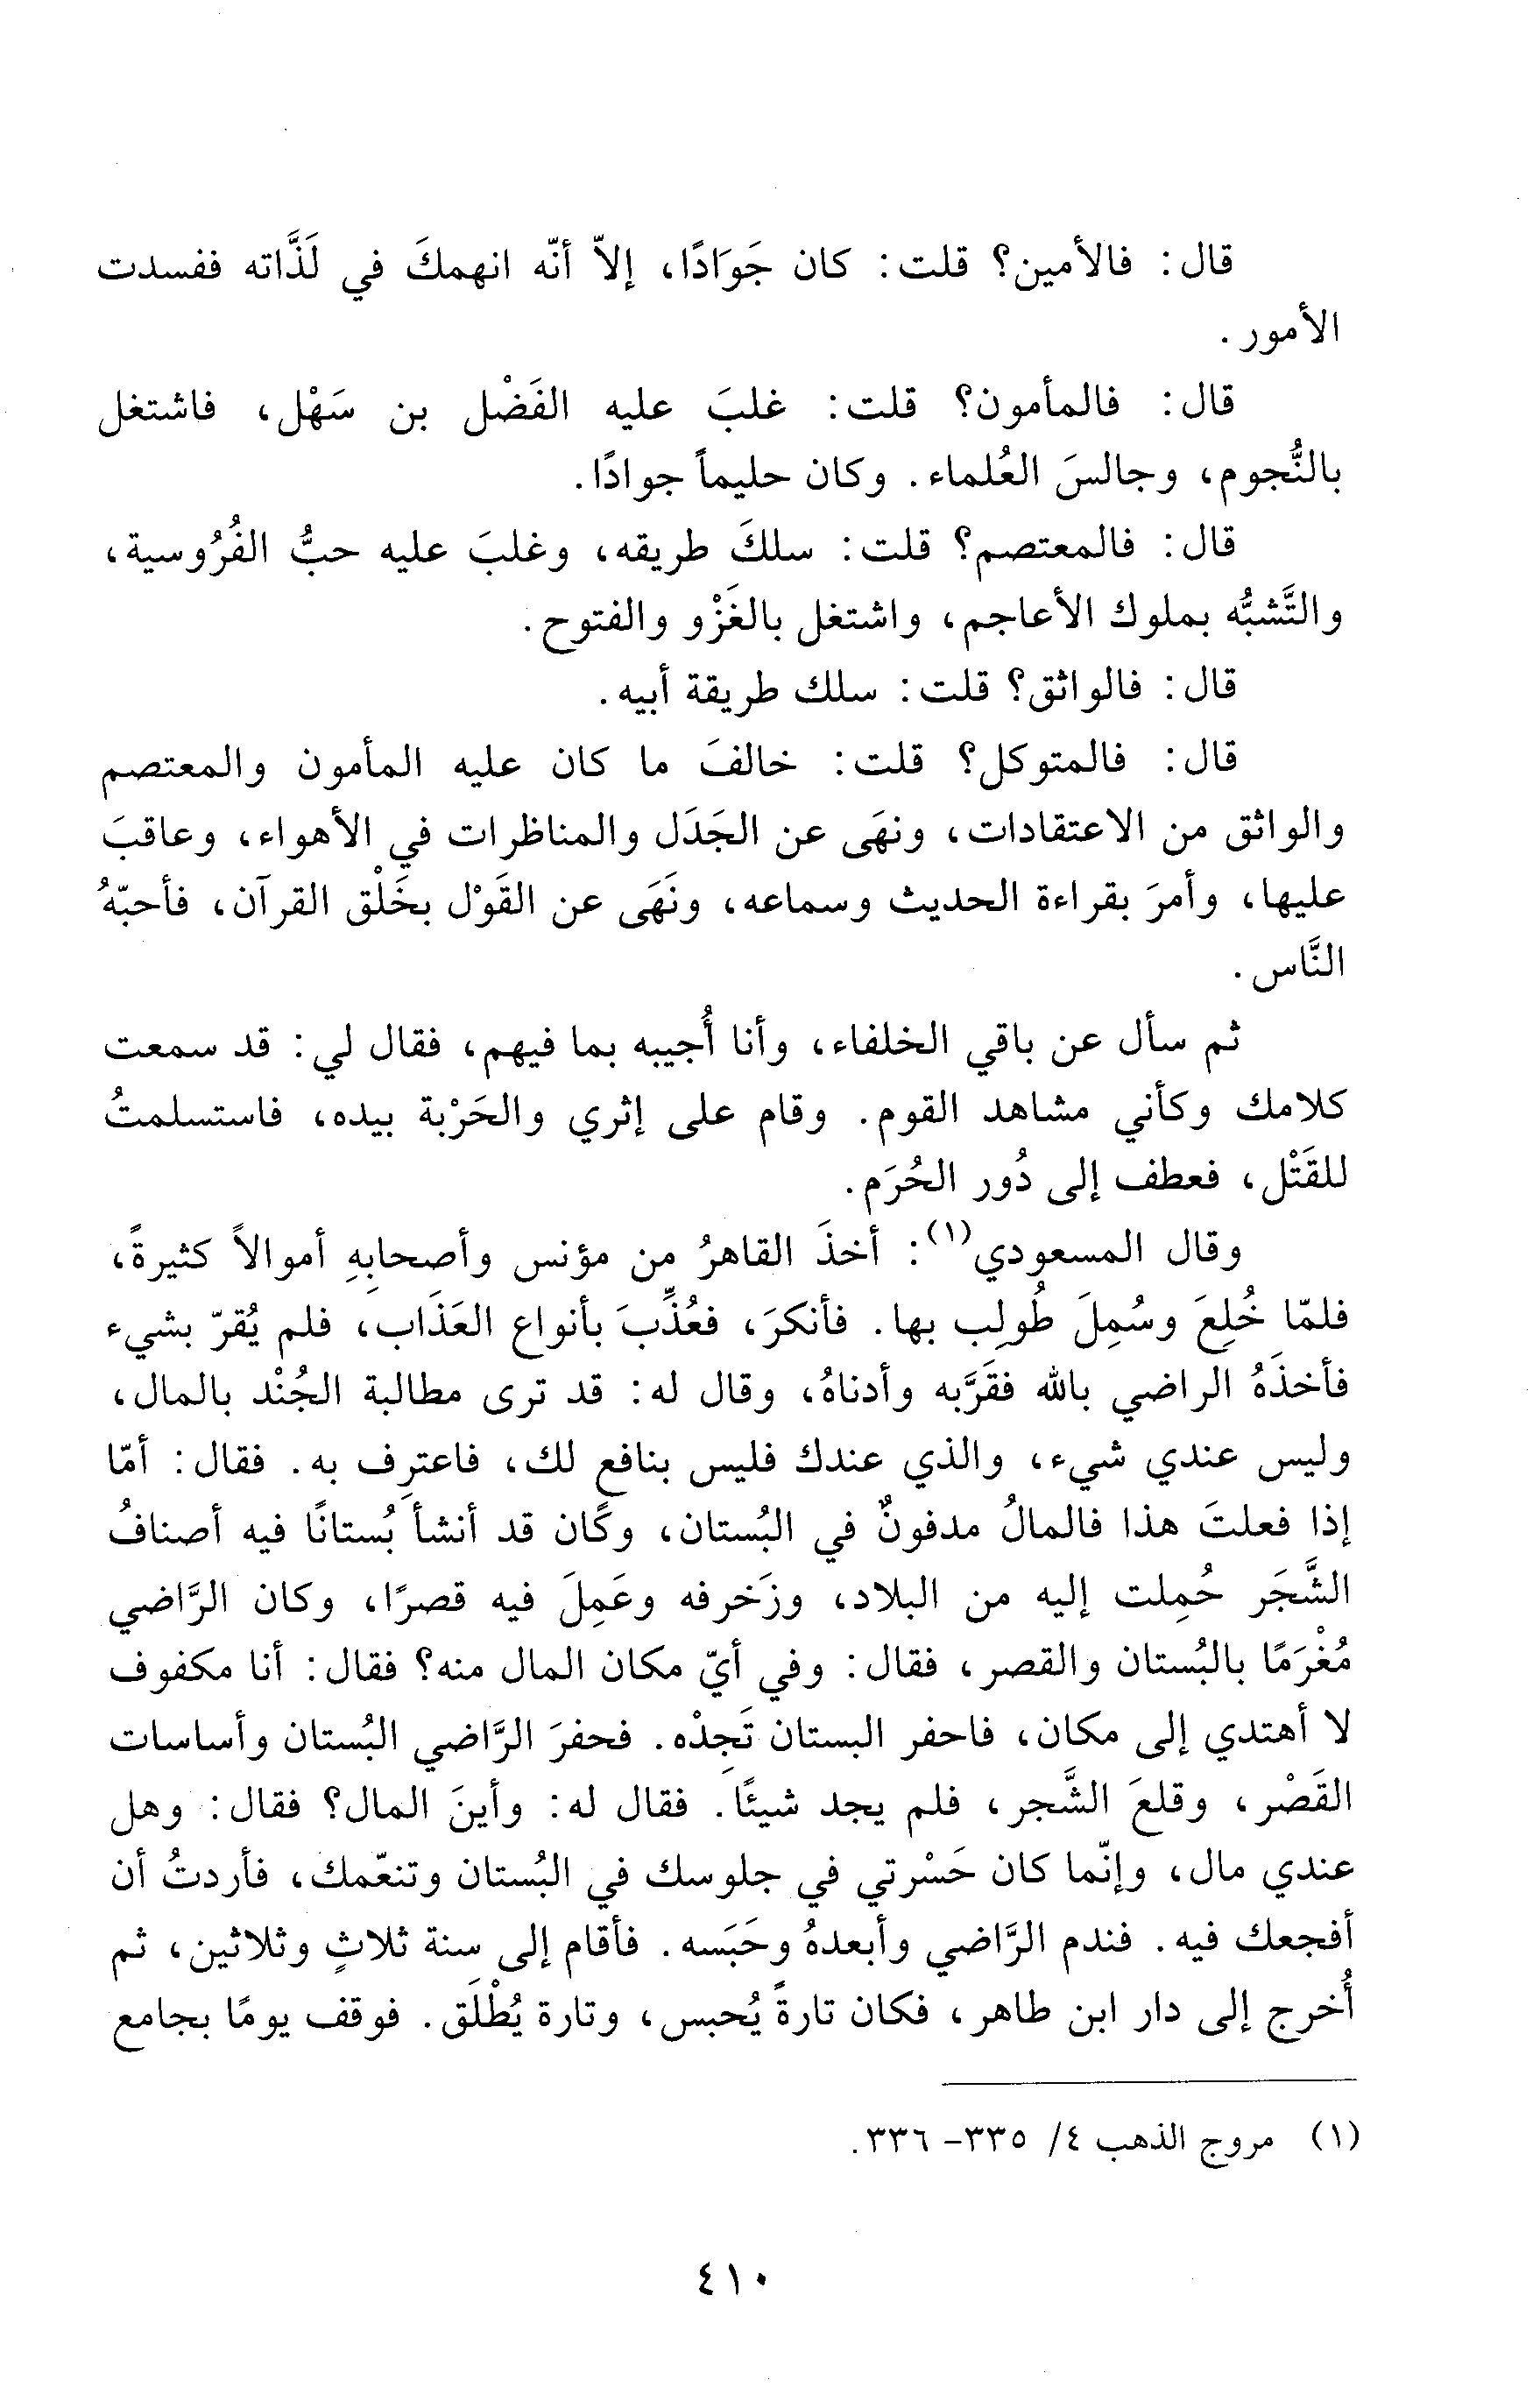 قال: فالأمين؟ قلت: كان جَوَادًا، إلاّ أنّه انهمكَ في لَذَّاته ففسدت
الأمور.
قال: فالمأمون؟ قلت: غلبَ عليه الفَضْل بن سَهْل، فاشتغل
بالنُّجوم، وجالسَ العُلماء. وكان حليماً جوادًا.
قال: فالمعتصم؟ قلت: سلكَ طريقه، وغلبَ عليه حبُّ الفُرُوسية،
والتَّشبُّه بملوك الأعاجم، واشتغل بالغَزْو والفتوح.
قال: فالواثق؟ قلت: سلك طريقة أبيه.
قال: فالمتوكل؟ قلت: خالفَ ما كان عليه المأمون والمعتصم
والواثق من الاعتقادات، ونهَى عن الجَدَل والمناظرات في الأهواء، وعاقبَ
عليها، وأمرَ بقراءة الحديث وسماعه، ونَهَى عن القَوْل بخَلْق القرآن، فأحبّهُ
النَّاس.
ثم سأل عن باقي الخلفاء، وأنا أُجيبه بما فيهم، فقال لي: قد سمعت
كلامك وكأني مشاهد القوم. وقام على إثري والحَرْبة بيده، فاستسلمتُ
للقَتْل، فعطف إلى دُور الحُرَم.
وقال المسعودي(١): أخذَ القاهرُ من مؤنس وأصحابِهِ أموالاً كثيرةً،
فلمّا خُلِعَ وسُمِلَ طُولِب بها. فأنكرَ، فعُذِّبَ بأنواع العَذَاب، فلم يُقرّ بشيء
فأخذَهُ الراضي بالله فقَرَّبه وأدناهُ، وقال له: قد ترى مطالبة الجُنْد بالمال،
وليس عندي شيء، والذي عندك فليس بنافع لك، فاعترِف به. فقال: أمّا
إذا فعلتَ هذا فالمالُ مدفونٌ في البُستان، وكان قد أنشأ بُستانًا فيه أصنافُ
الشَّجَر حُمِلت إليه من البلاد، وزَخرفه وعَمِلَ فيه قصرًا، وكان الرَّاضي
مُغْرَمًا بالبُستان والقصر، فقال: وفي أيّ مكان المال منه؟ فقال: أنا مكفوف
لا أهتدي إلى مكان، فاحفر البستان تَجِدْه. فحفرَ الرَّاضي البُستان وأساسات
القَصْر، وقلعَ الشَّجر، فلم يجد شيئًا. فقال له: وأينَ المال؟ فقال: وهل
عندي مال، وإنّما كان حَسْرتي في جلوسك في البُستان وتنعّمك، فأردتُ أن
أفجعك فيه. فندم الرَّاضي وأبعدهُ وحَبَسه. فأقام إلى سنة ثلاثٍ وثلاثين، ثم
أُخرج إلى دار ابن طاهر، فكان تارةً يُحبس، وتارة يُطْلَق. فوقف يومًا بجامع
(١) مروج الذهب ٤/ ٣٣٥- ٣٣٦.
٤١٠